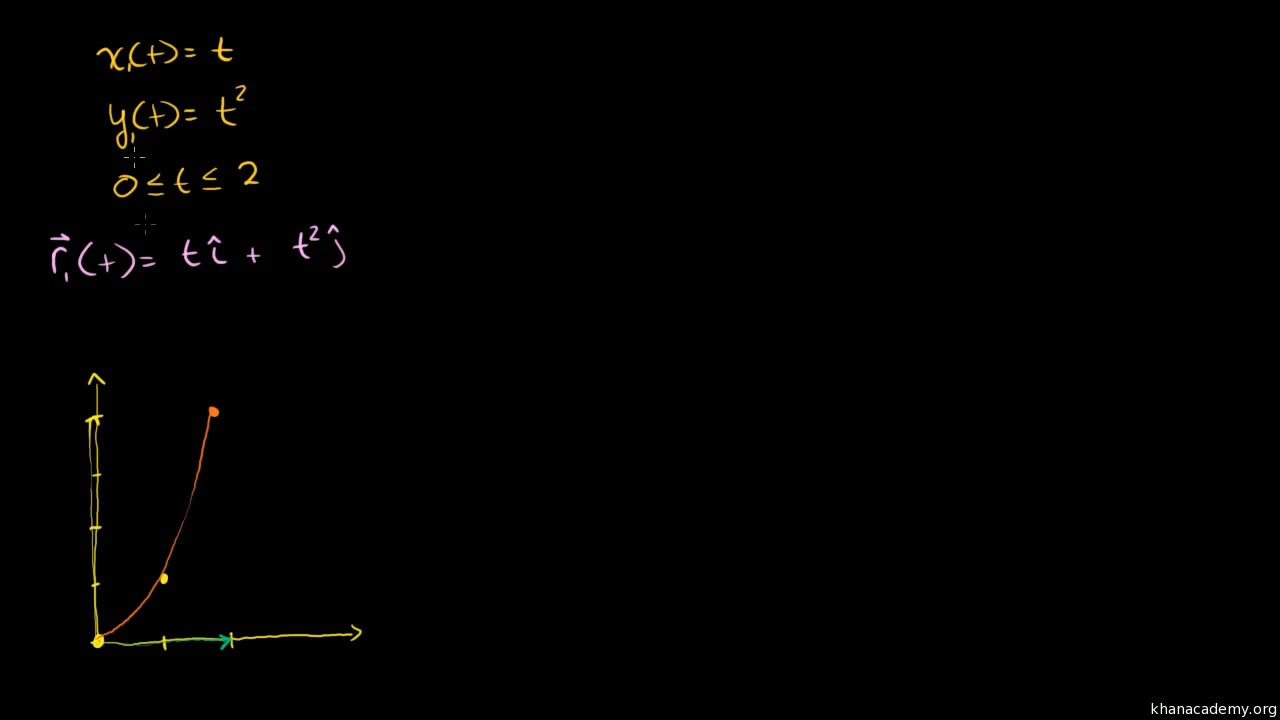 x₁(t) = t
y₁(t) = t²
0 ≤ t ≤ 2
r⃗₁(t) = t î + t² ĵ
khanacademy.org